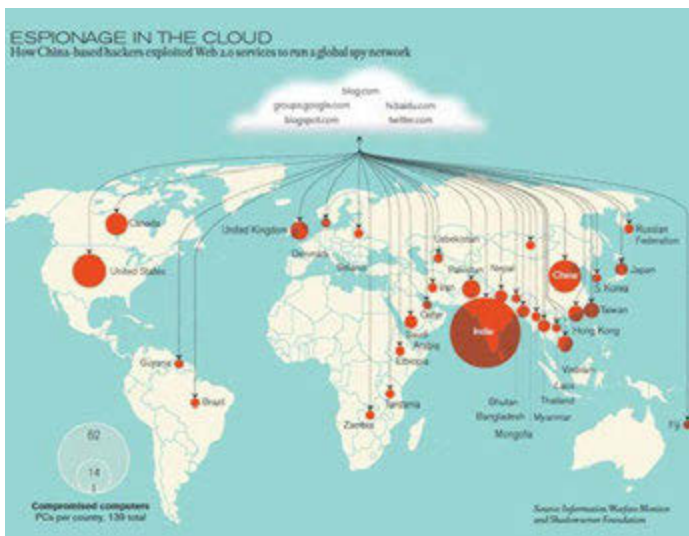 ESPIONAGE IN THE CLOUD
How China-based hackers exploited Web 2.0 services to run a global spy network
blog.com
groups.google.com
hi.baidu.com
blogspot.com
twitter.com
Canada
United Kingdom
Russian
Federation
Uzbekistan
Denmark
United States
Pakistan
Nepal
China
Japan
Iran
S. Korea
Qatar
Taiwan
India
Saudi
Arabia
Hong Kong
Ethiopia
Guyana
Vietnam
Laos
Brazil
Tanzania
Bhutan
Thailand
Zambia
Bangladesh
Myanmar
Fiji
Mongolia
62
14
1
Compromised computers
PCs per country, 139 total
Source: Information Warfare Monitor
and Shadowserver Foundation